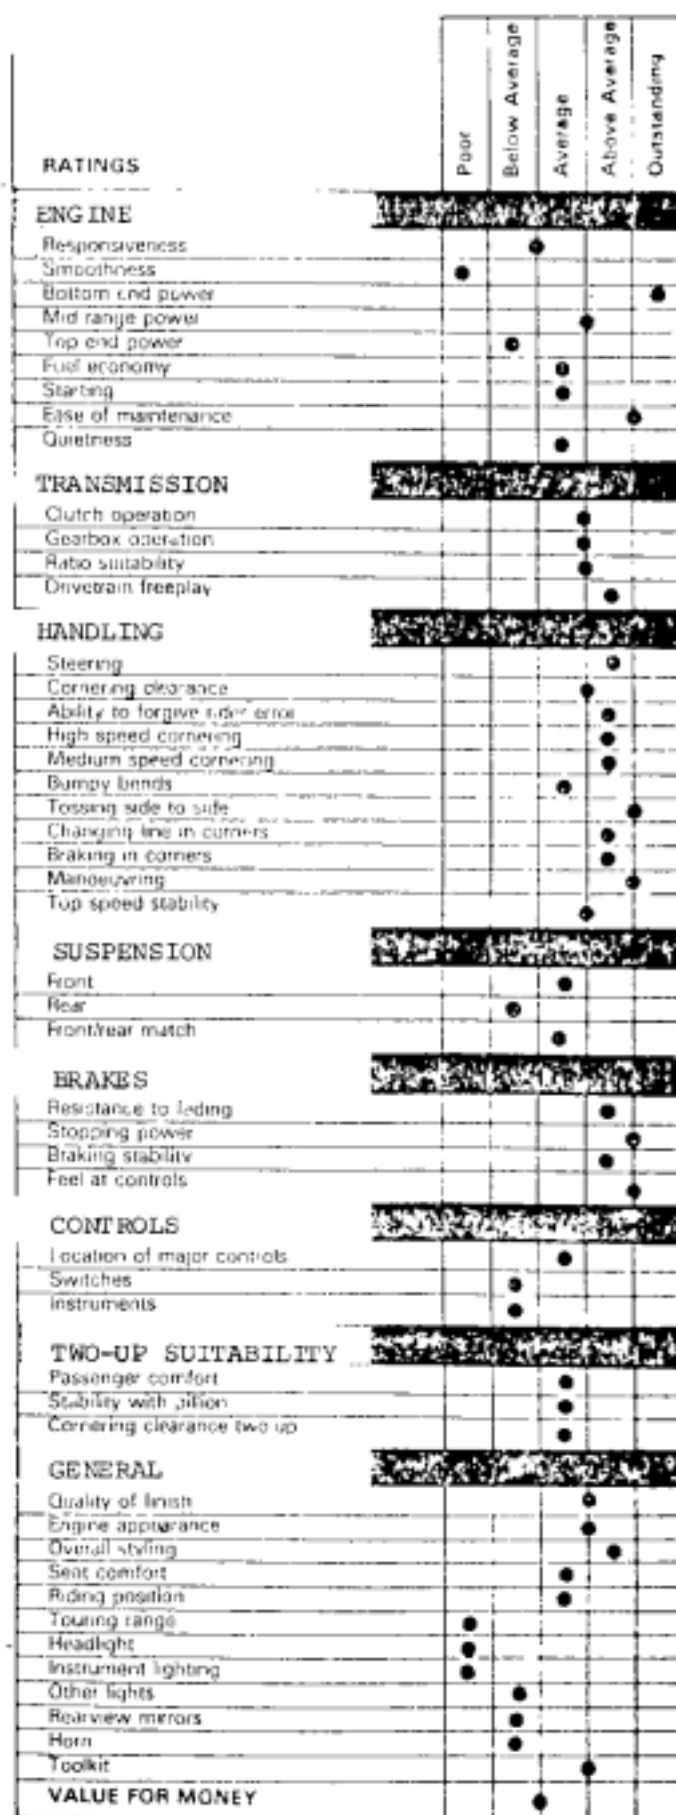 Poor
Below Average
Average
Above Average
Outstanding
RATINGS
ENGINE
Responsiveness
Smoothness
Bottom end power
Mid range power
Top end power
Fuel economy
Starting
Ease of maintenance
Quietness
TRANSMISSION
Clutch operation
Gearbox operation
Ratio suitability
Drivetrain freeplay
HANDLING
Steering
Cornering clearance
Ability to forgive rider error
High speed cornering
Medium speed cornering
Bumpy bends
Tossing side to side
Changing line in corners
Braking in corners
Manoeuvring
Top speed stability
SUSPENSION
Front
Rear
Front/rear match
BRAKES
Resistance to fading
Stopping power
Braking stability
Feel at controls
CONTROLS
Location of major controls
Switches
Instruments
TWO-UP SUITABILITY
Passenger comfort
Stability with pillion
Cornering clearance two up
GENERAL
Quality of finish
Engine appearance
Overall styling
Seat comfort
Riding position
Touring range
Headlight
Instrument lighting
Other lights
Rearview mirrors
Horn
Toolkit
VALUE FOR MONEY